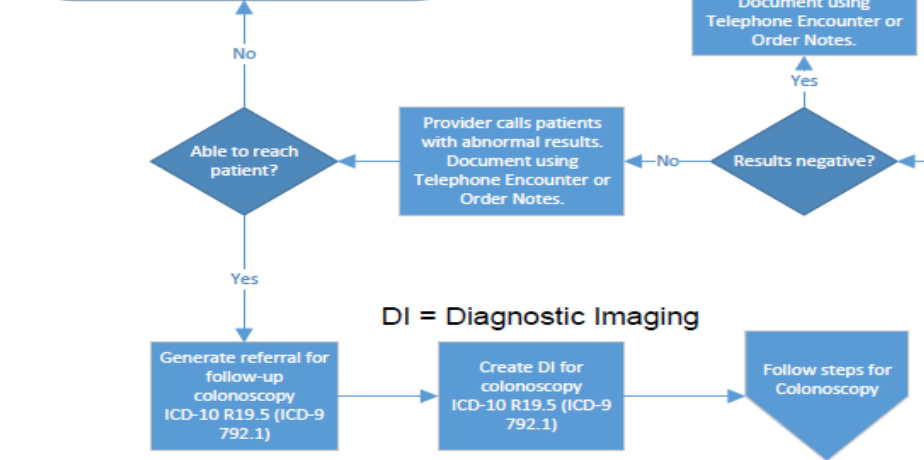 Document using
Telephone Encounter or
Order Notes.
No
Yes
Able to reach
patient?
Provider calls patients
with abnormal results.
Document using
Telephone Encounter or
Order Notes.
No
Results negative?
Yes
DI = Diagnostic Imaging
Generate referral for
follow-up
colonoscopy
ICD-10 R19.5 (ICD-9
792.1)
Create DI for
colonoscopy
ICD-10 R19.5 (ICD-9
792.1)
Follow steps for
Colonoscopy